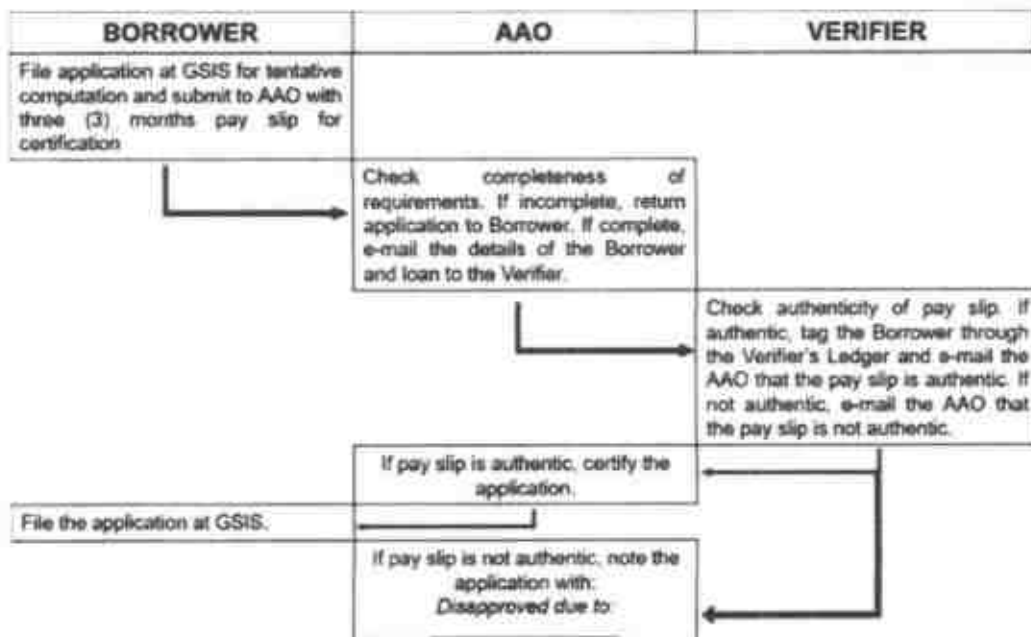 BORROWER AAO VERIFIER
File application at GSIS for tentative
computation and submit to AAO with
three (3) months pay slip for
certification
Check completeness of
requirements. If incomplete, return
application to Borrower. If complete,
e-mail the details of the Borrower
and loan to the Verifier.
Check authenticity of pay slip. If
authentic, tag the Borrower through
the Verifier's Ledger and e-mail the
AAO that the pay slip is authentic. If
not authentic, e-mail the AAO that
the pay slip is not authentic.
If pay slip is authentic, certify the
application.
File the application at GSIS.
If pay slip is not authentic, note the
application with:
Disapproved due to